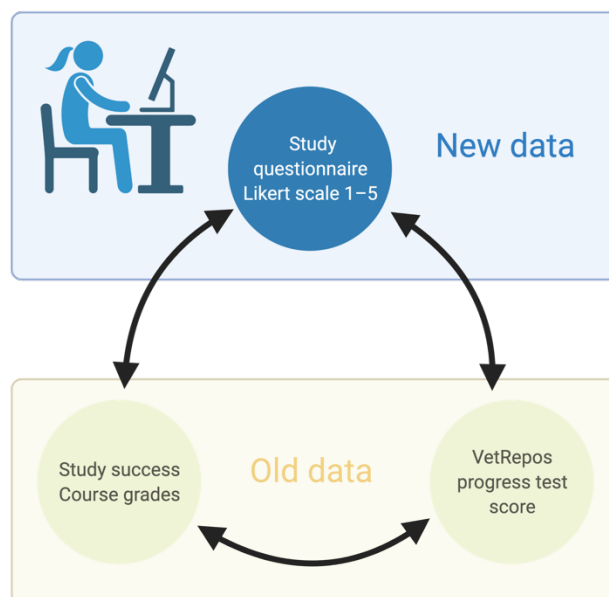 Study
questionnaire
Likert scale 1–5
New data
Study success
Course grades
Old data
VetRepos
progress test
score